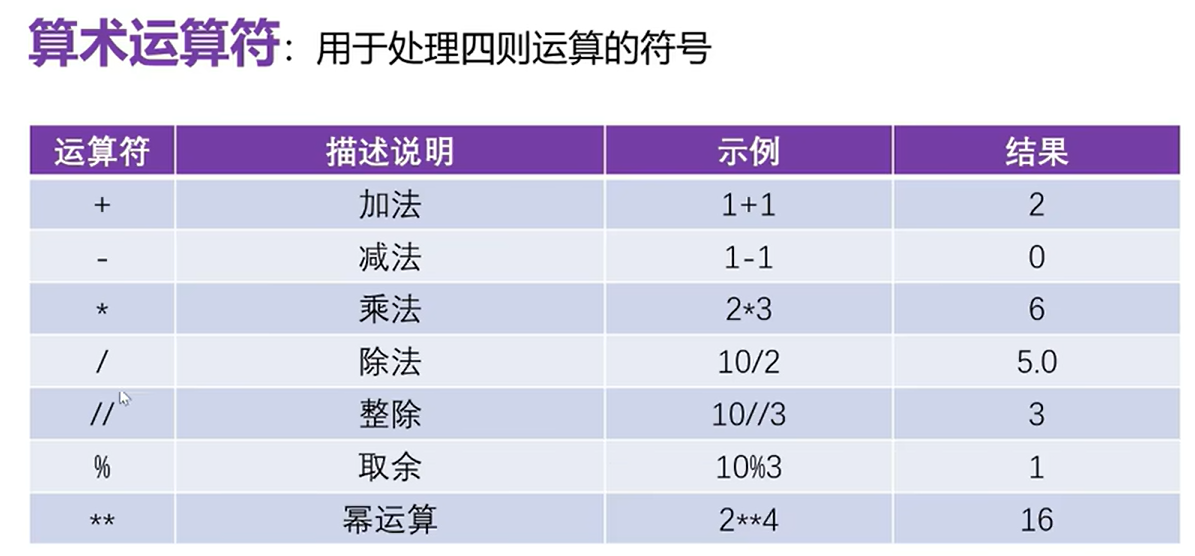 算术运算符：用于处理四则运算的符号
运算符 描述说明 示例 结果
+ 加法 1+1 2
- 减法 1-1 0
* 乘法 2*3 6
/ 除法 10/2 5.0
// 整除 10//3 3
% 取余 10%3 1
** 幂运算 2**4 16